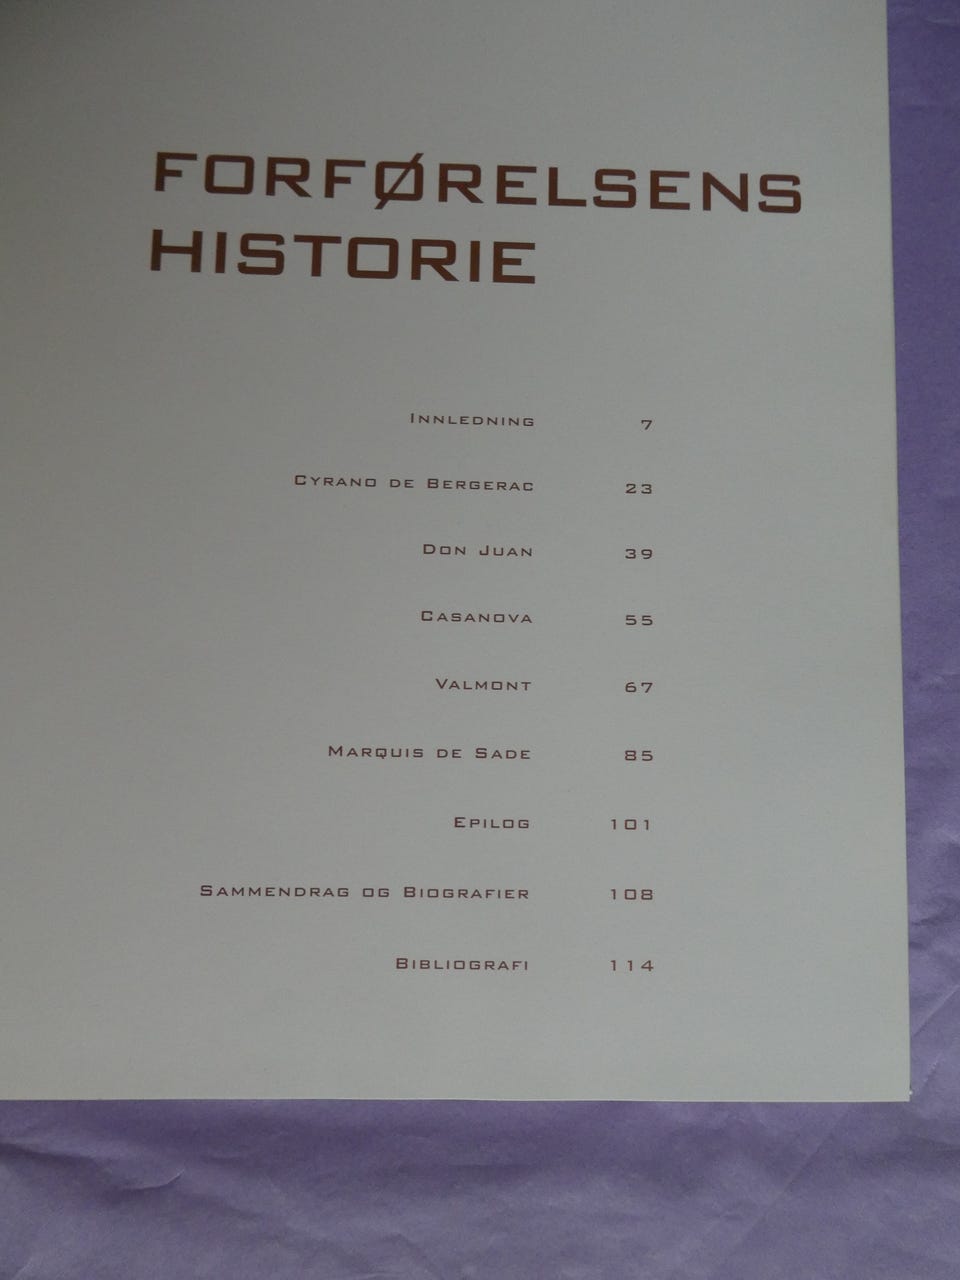 FORFØRELSENS
HISTORIE
INNLEDNING 7
CYRANO DE BERGERAC 23
DON JUAN 39
CASANOVA 55
VALMONT 67
MARQUIS DE SADE 85
EPILOG 101
SAMMENDRAG OG BIOGRAFIER 108
BIBLIOGRAFI 114